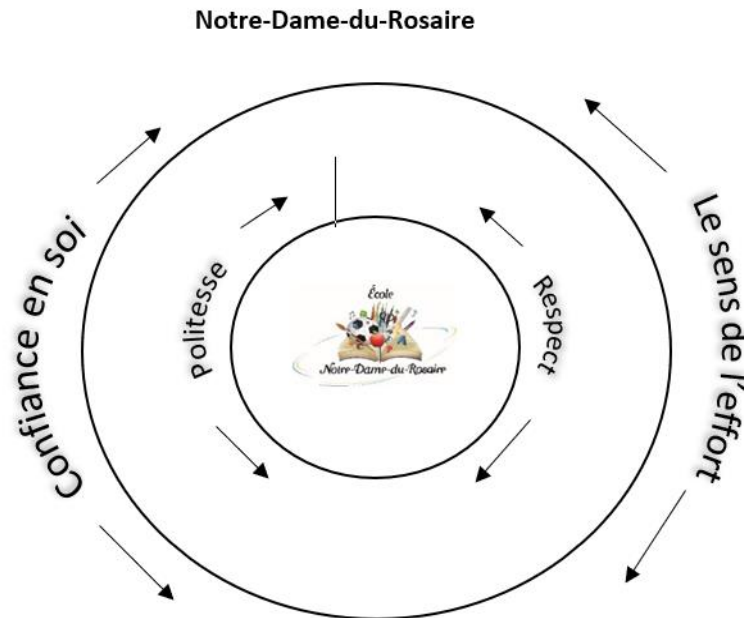 Notre-Dame-du-Rosaire
Confiance en soi
Politesse
École
Notre-Dame-du-Rosaire
Respect
Le sens de l'effort